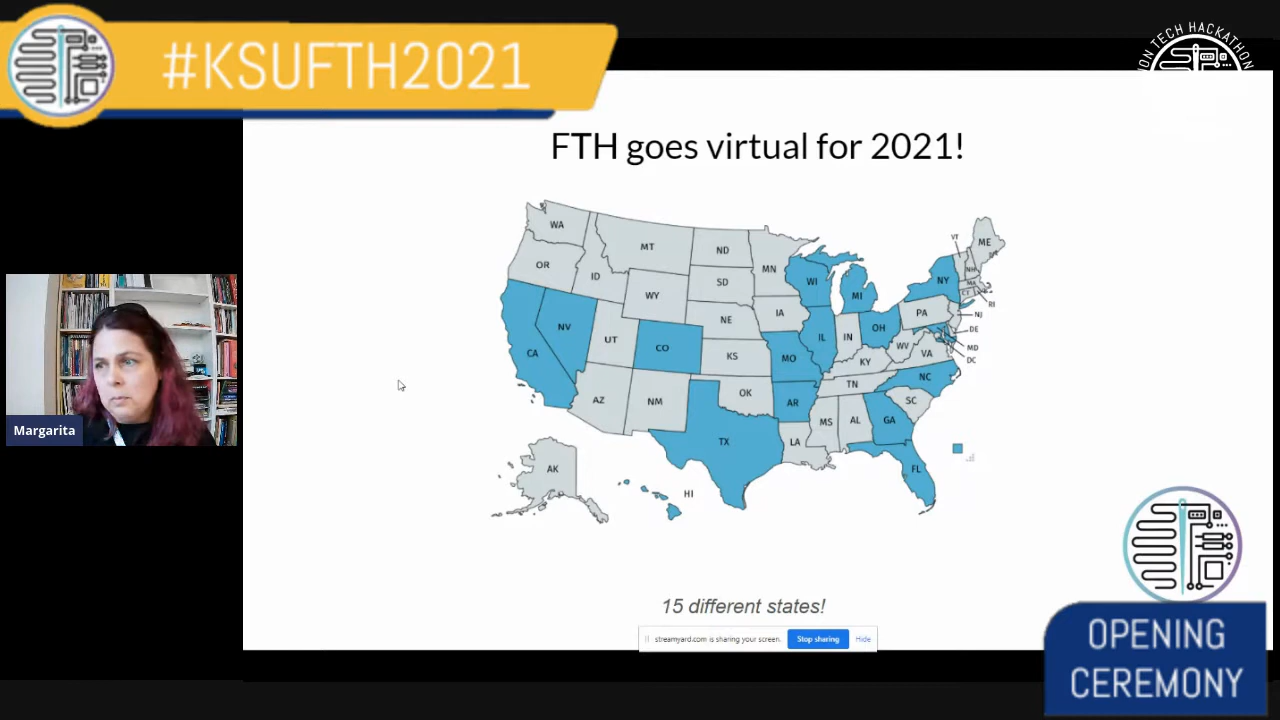 #KSUFTH2021
ION TECH HACKATHON
FTH goes virtual for 2021!
WA
MT
ND
MN
VT
ME
OR
ID
SD
WI
MI
NY
NH
MA
CT
RI
WY
IA
PA
NJ
NE
OH
NV
UT
CO
IL
IN
WV
DE
MD
DC
CA
KS
MO
KY
VA
AZ
NM
OK
TN
NC
AR
SC
MS
AL
GA
TX
LA
FL
AK
HI
Margarita
15 different states!
streamyard.com is sharing your screen.
Stop sharing
Hide
OPENING
CEREMONY